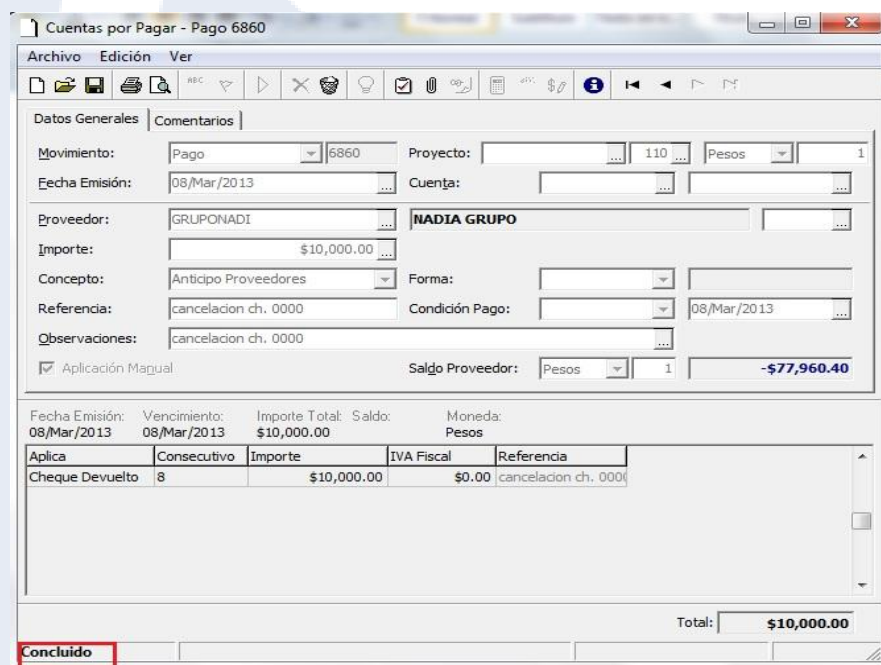 Cuentas por Pagar - Pago 6860
Archivo Edición Ver
Datos Generales Comentarios
Movimiento: Pago 6860 Proyecto: ... 110 ... Pesos 1
Fecha Emisión: 08/Mar/2013 ... Cuenta: ... ...
Proveedor: GRUPONADI ... NADIA GRUPO ...
Importe: $10,000.00 ...
Concepto: Anticipo Proveedores Forma:
Referencia: cancelacion ch. 0000 Condición Pago: 08/Mar/2013 ...
Observaciones: cancelacion ch. 0000 ...
Aplicación Manual Saldo Proveedor: Pesos 1 -$77,960.40
Fecha Emisión: Vencimiento: Importe Total: Saldo: Moneda:
08/Mar/2013 08/Mar/2013 $10,000.00 Pesos
Aplica Consecutivo Importe IVA Fiscal Referencia
Cheque Devuelto 8 $10,000.00 $0.00 cancelacion ch. 000
Total: $10,000.00
Concluido